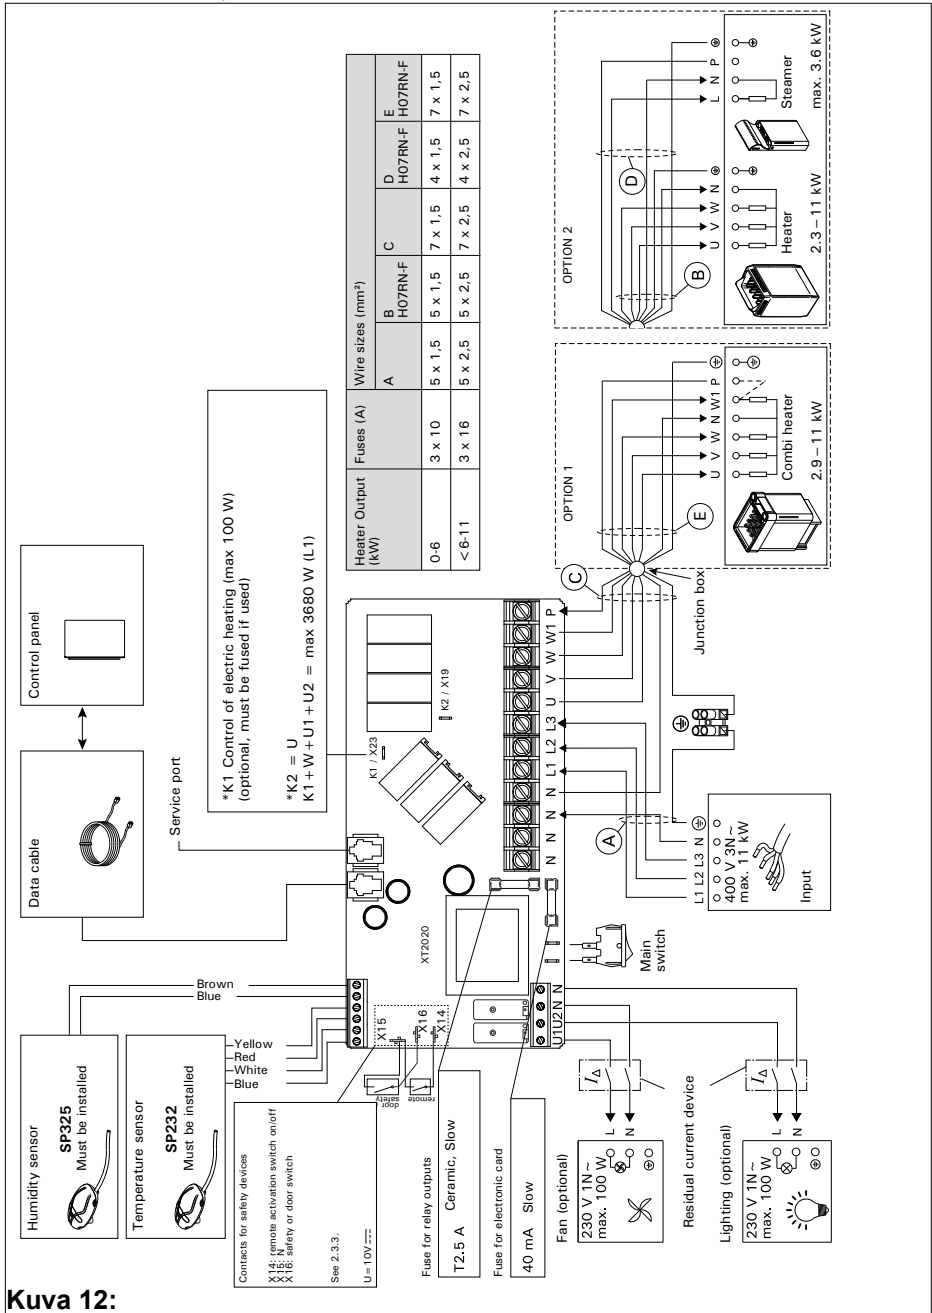 Humidity sensor
SP325
Must be installed
Temperature sensor
SP232
Must be installed
Data cable
Control panel
Service port
Brown
Blue
Yellow
Red
White
Blue
*K1 Control of electric heating (max 100 W)
(optional, must be fused if used)
*K2 = U
K1+W+U1+U2 = max 3680 W (L1)
Heater Output (kW) Fuses (A) Wire sizes (mm²)
A B H07RN-F C D H07RN-F E H07RN-F
0-6 3 x 10 5 x 1,5 5 x 1,5 7 x 1,5 4 x 1,5 7 x 1,5
<6-11 3 x 16 5 x 2,5 5 x 2,5 7 x 2,5 4 x 2,5 7 x 2,5
Contacts for safety devices
X14: remote activation switch on/off
X15: N
X16: safety or door switch
See 2.3.3.
U=10V
door
safety
remote
X15
X16
X14
XT2020
K1 / X23
K2 / X19
Fuse for relay outputs
T2.5 A Ceramic, Slow
Fuse for electronic card
40 mA Slow
U1 U2 N N
N N N N L1 L2 L3 U V W W1 P
Main
switch
Fan (optional)
230 V 1N~
max. 100 W
L
N
Residual current device
IΔ
IΔ
Lighting (optional)
230 V 1N~
max. 100 W
L
N
A
L1 L2 L3 N
400 V 3N~
max. 11 kW
Input
C
Junction box
OPTION 1
E
U V W N W1 P
Combi heater
2.9 – 11 kW
OPTION 2
B
D
U V W N
Heater
2.3 – 11 kW
L N P
Steamer
max. 3.6 kW
Kuva 12: